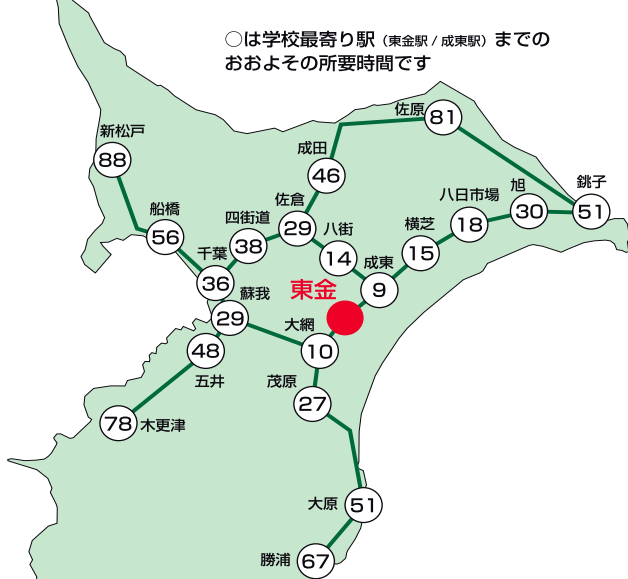 ○は学校最寄り駅（東金駅 / 成東駅）までの
おおよその所要時間です
佐原
81
新松戸
88
成田
46
旭
30
銚子
51
八日市場
18
佐倉
29
船橋
56
四街道
38
八街
14
横芝
15
千葉
36
成東
9
東金
蘇我
29
大網
10
48
五井
茂原
27
78
木更津
大原
51
勝浦
67